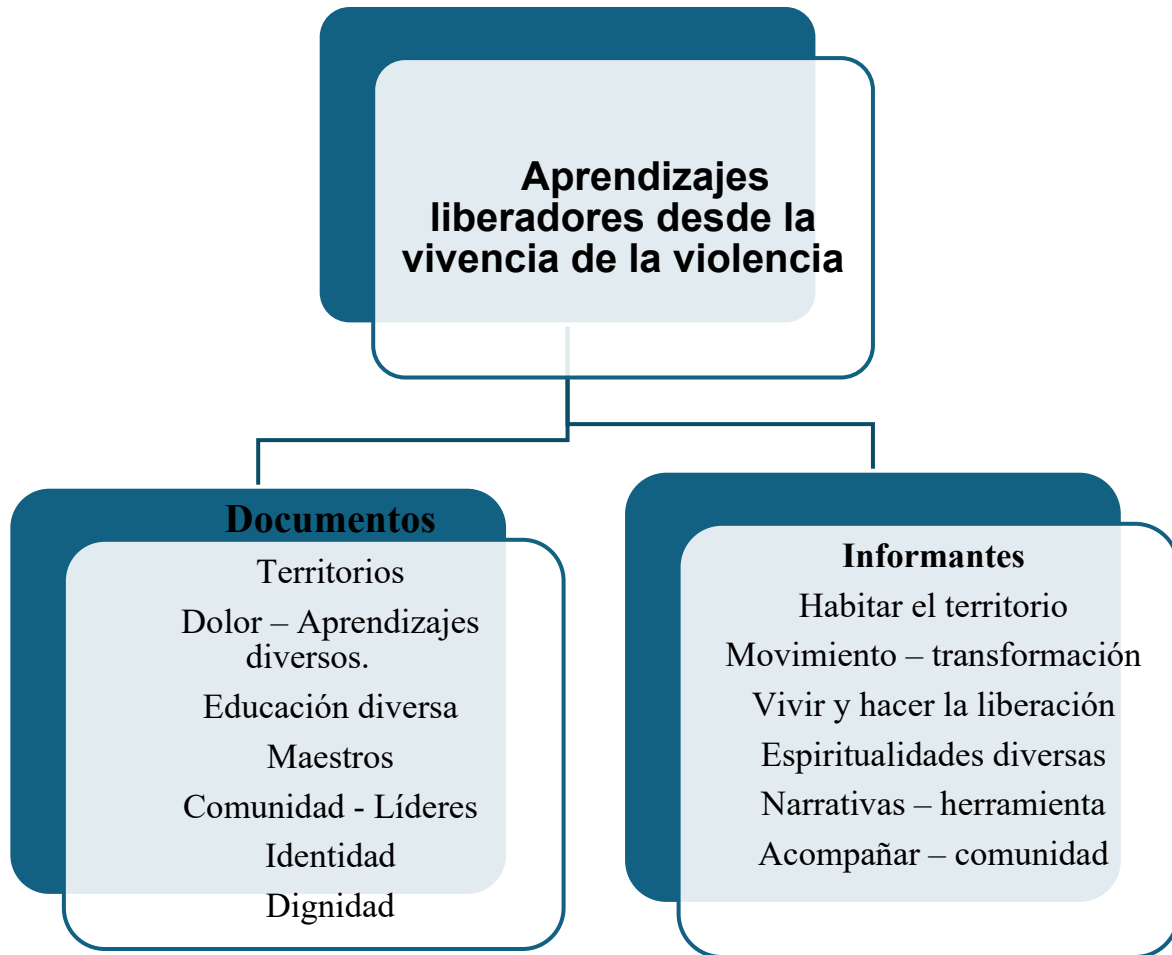 Aprendizajes
liberadores desde la
vivencia de la violencia
Documentos
Territorios
Dolor – Aprendizajes
diversos.
Educación diversa
Maestros
Comunidad - Líderes
Identidad
Dignidad
Informantes
Habitar el territorio
Movimiento – transformación
Vivir y hacer la liberación
Espiritualidades diversas
Narrativas – herramienta
Acompañar – comunidad